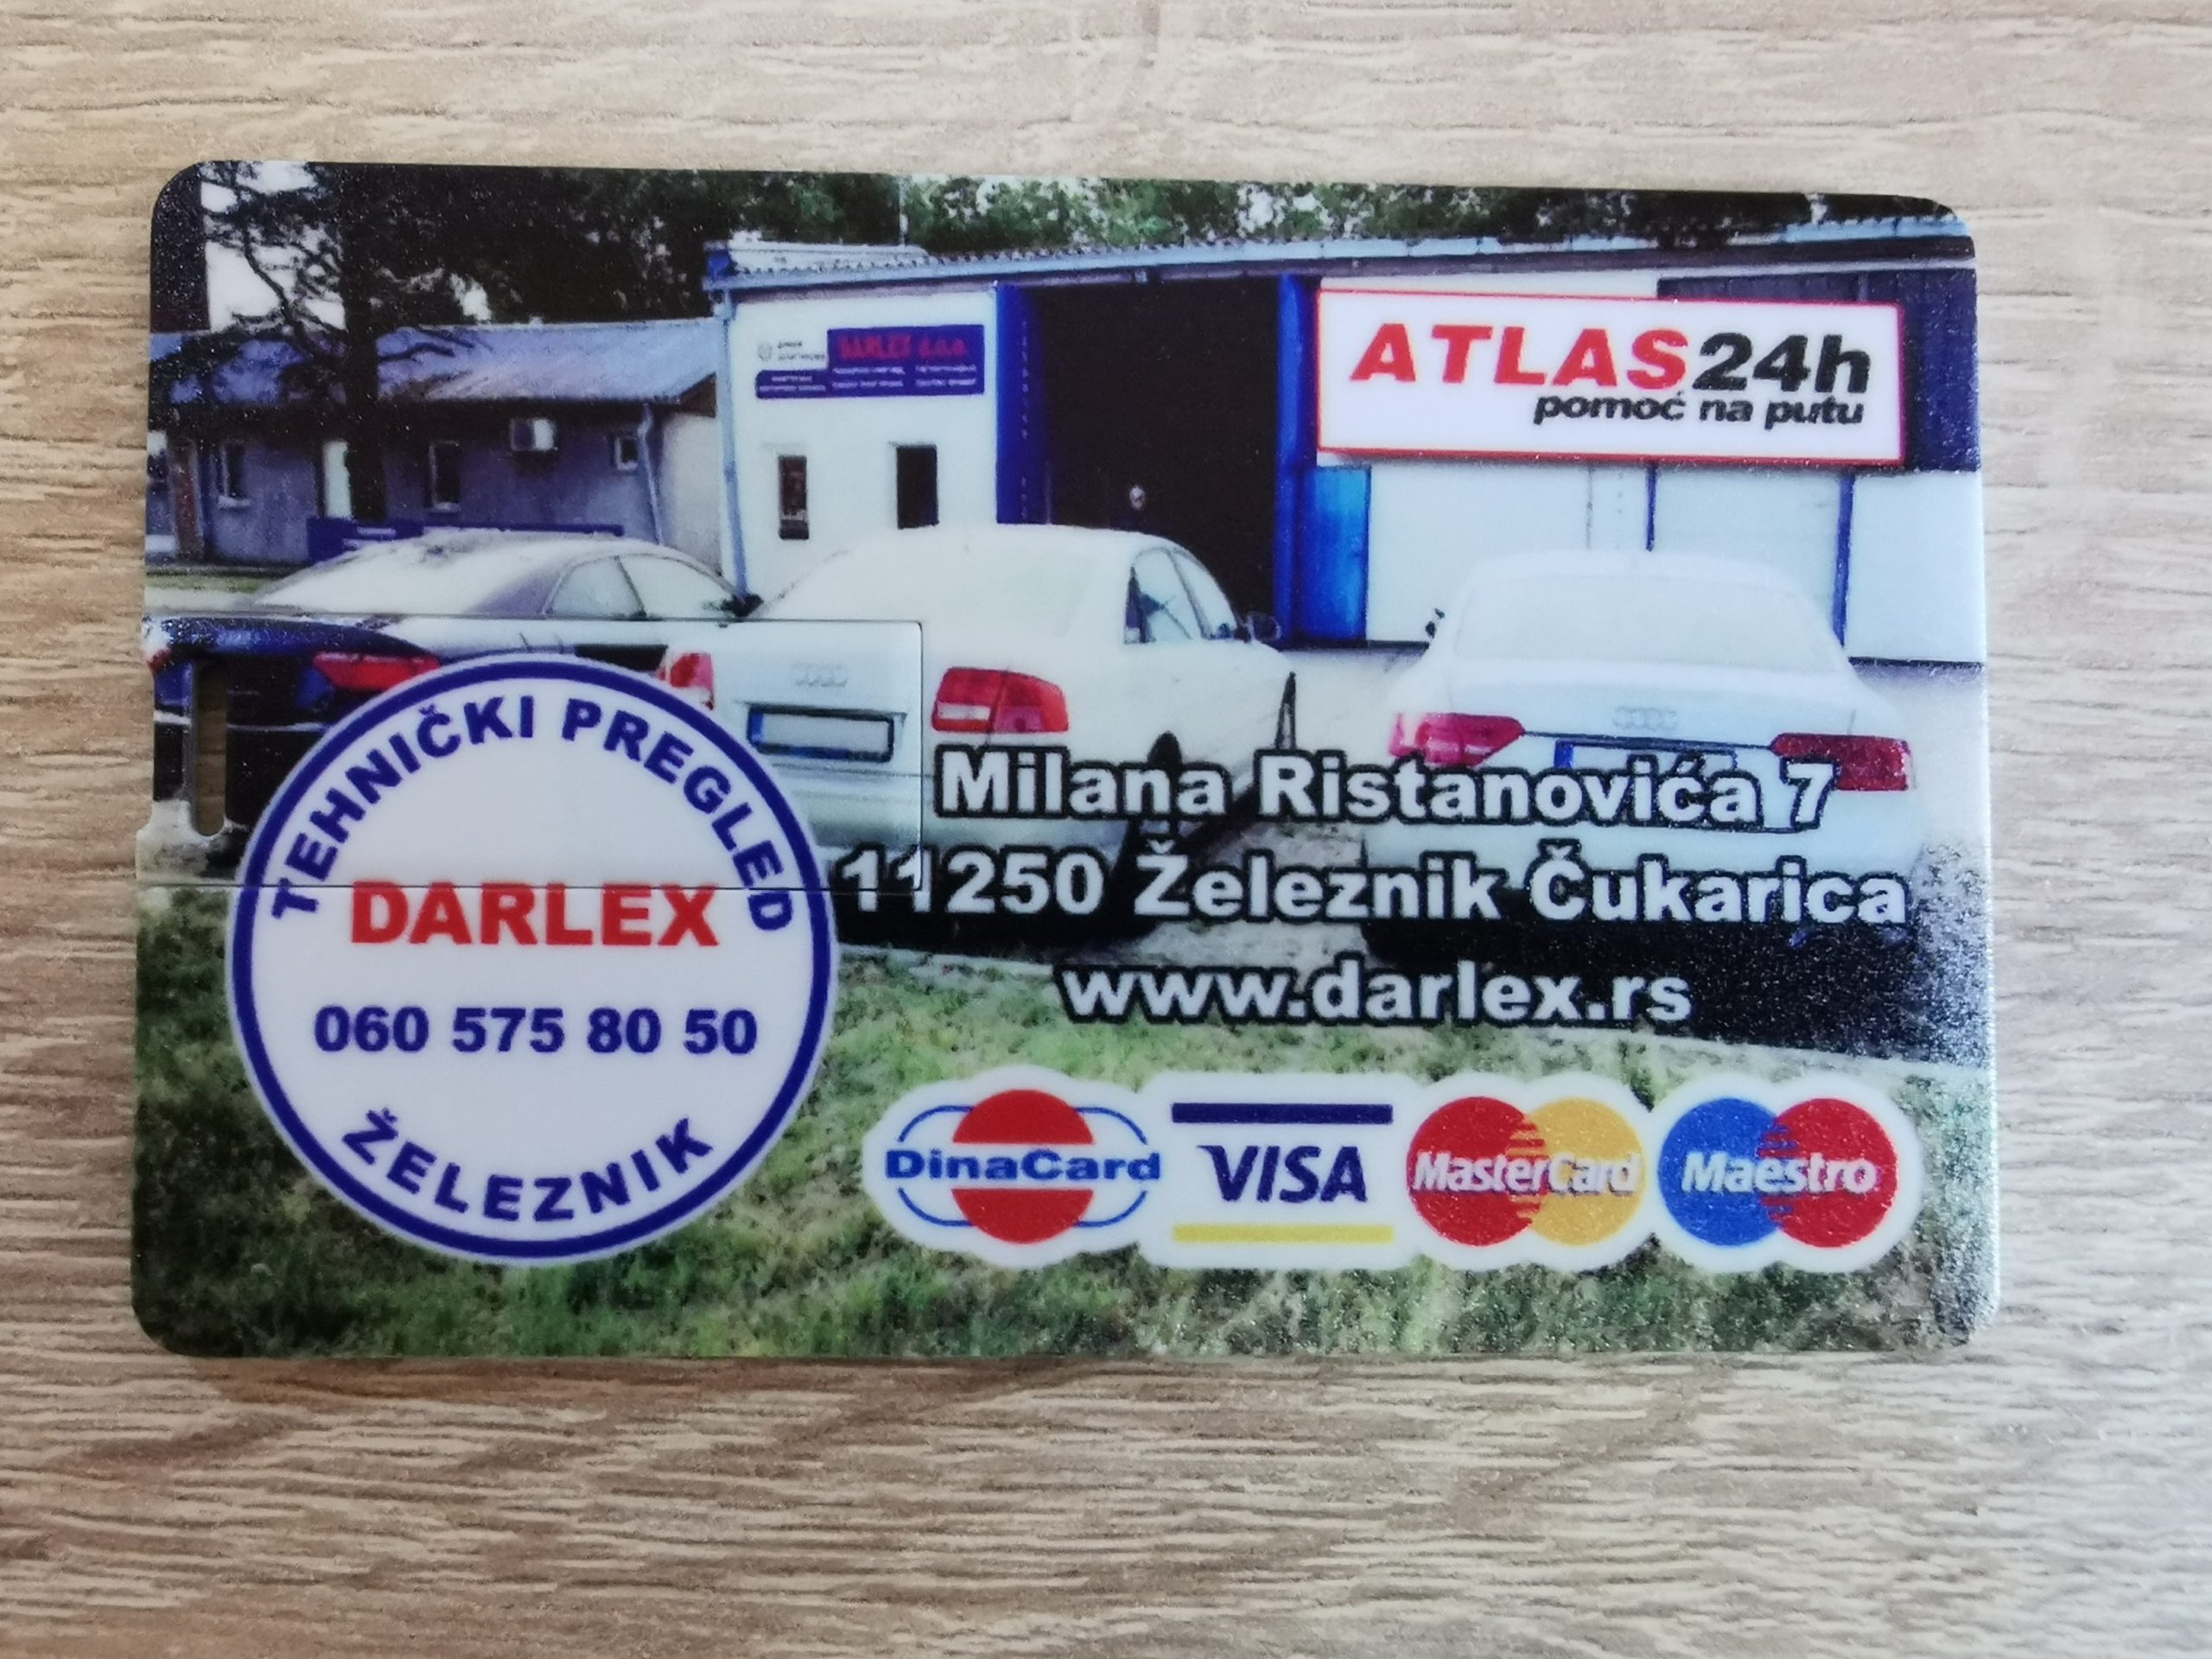 DARLEX d.o.o.
ATLAS24h
pomoć na putu
TEHNIČKI PREGLED
DARLEX
060 575 80 50
ŽELEZNIK
Milana Ristanovića 7
11250 Železnik Čukarica
www.darlex.rs
DinaCard
VISA
MasterCard
Maestro